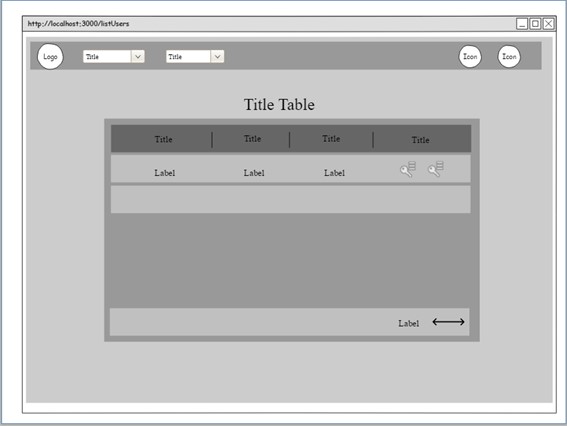 http://localhost:3000/listUsers
Logo Title Title Icon Icon
Title Table
Title Title Title Title
Label Label Label
Label